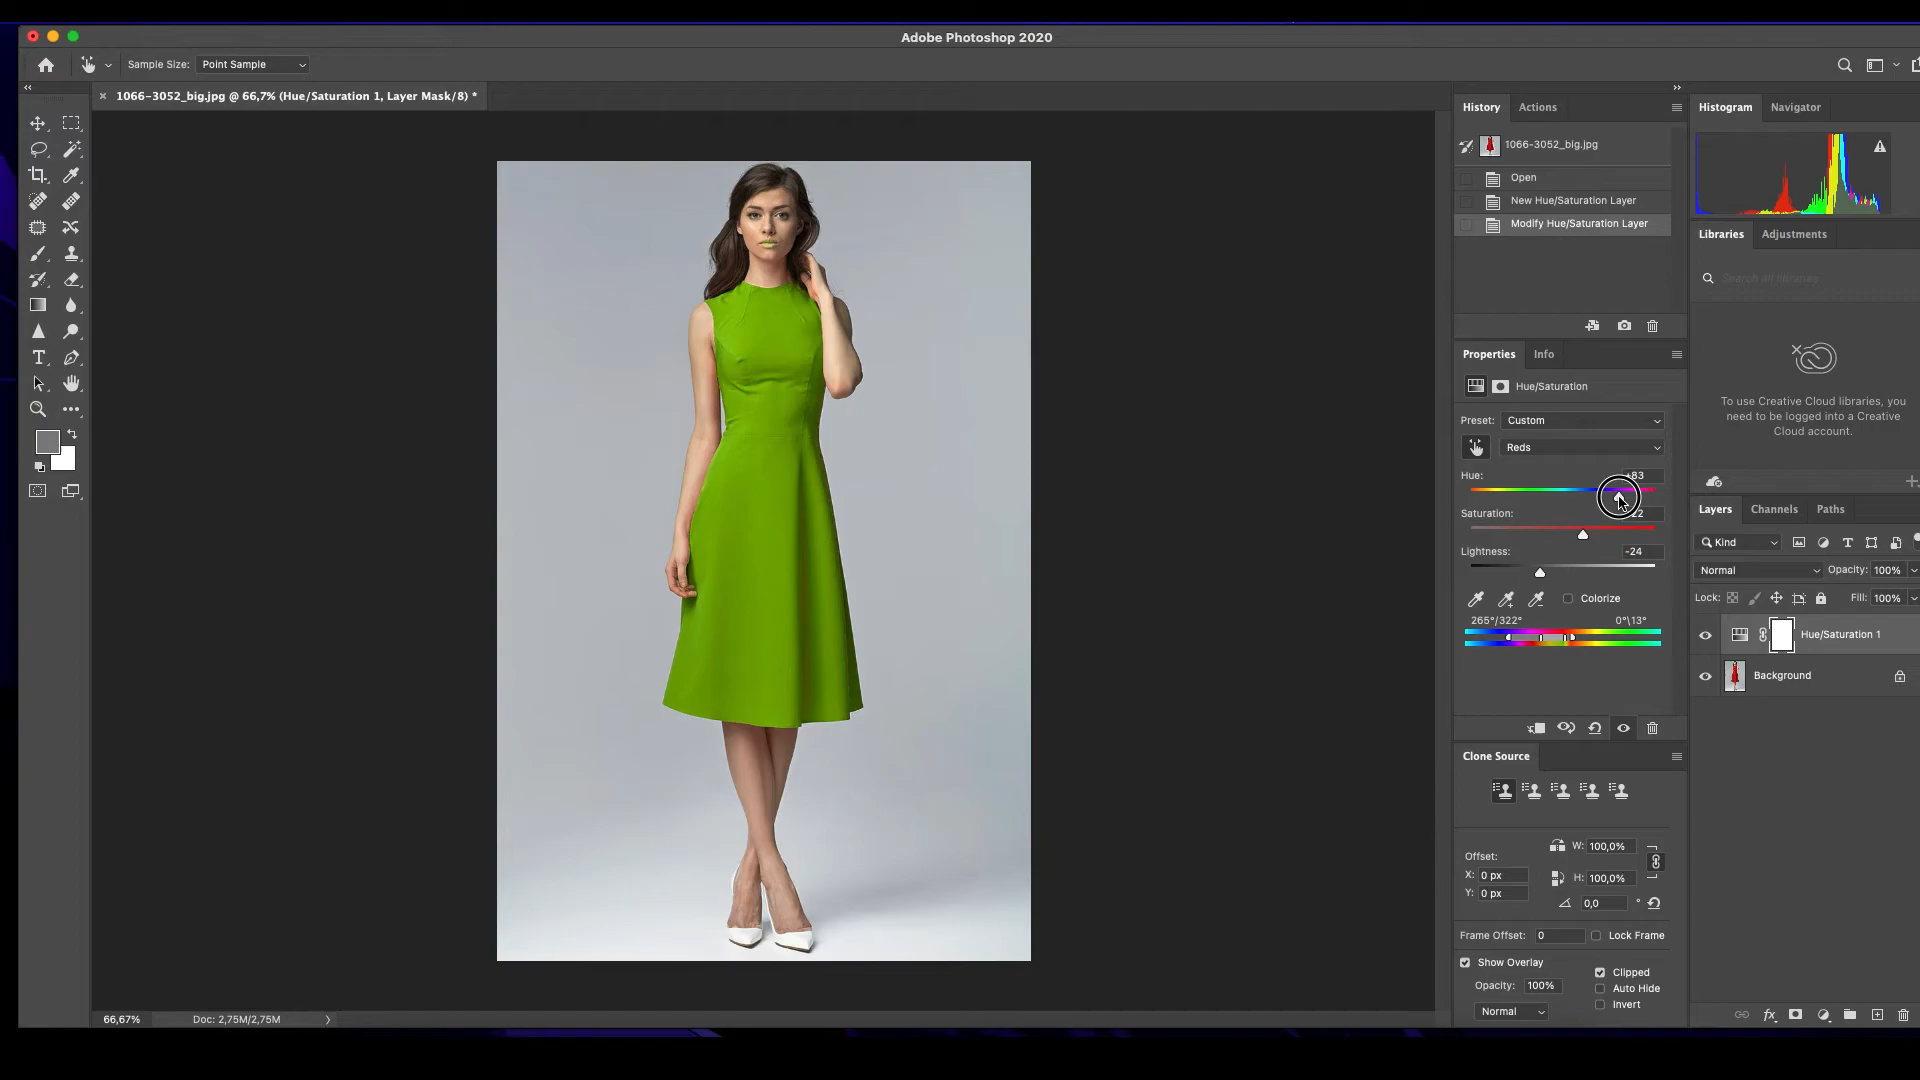 Adobe Photoshop 2020
Sample Size: Point Sample
1066-3052_big.jpg @ 66,7% (Hue/Saturation 1, Layer Mask/8) *
History Actions
1066-3052_big.jpg
Open
New Hue/Saturation Layer
Modify Hue/Saturation Layer
Histogram Navigator
Libraries Adjustments
Search all libraries
To use Creative Cloud libraries, you
need to be logged into a Creative
Cloud account.
Properties Info
Hue/Saturation
Preset: Custom
Reds
Hue: +83
Saturation:
Lightness: -24
Colorize
265°/322° 0°\13°
Clone Source
Offset:
X: 0 px
Y: 0 px
W: 100,0%
H: 100,0%
0,0 °
Frame Offset: 0 Lock Frame
Show Overlay
Opacity: 100%
Normal
Clipped
Auto Hide
Invert
Layers Channels Paths
Kind
Normal Opacity: 100%
Lock: Fill: 100%
Hue/Saturation 1
Background
66,67% Doc: 2,75M/2,75M